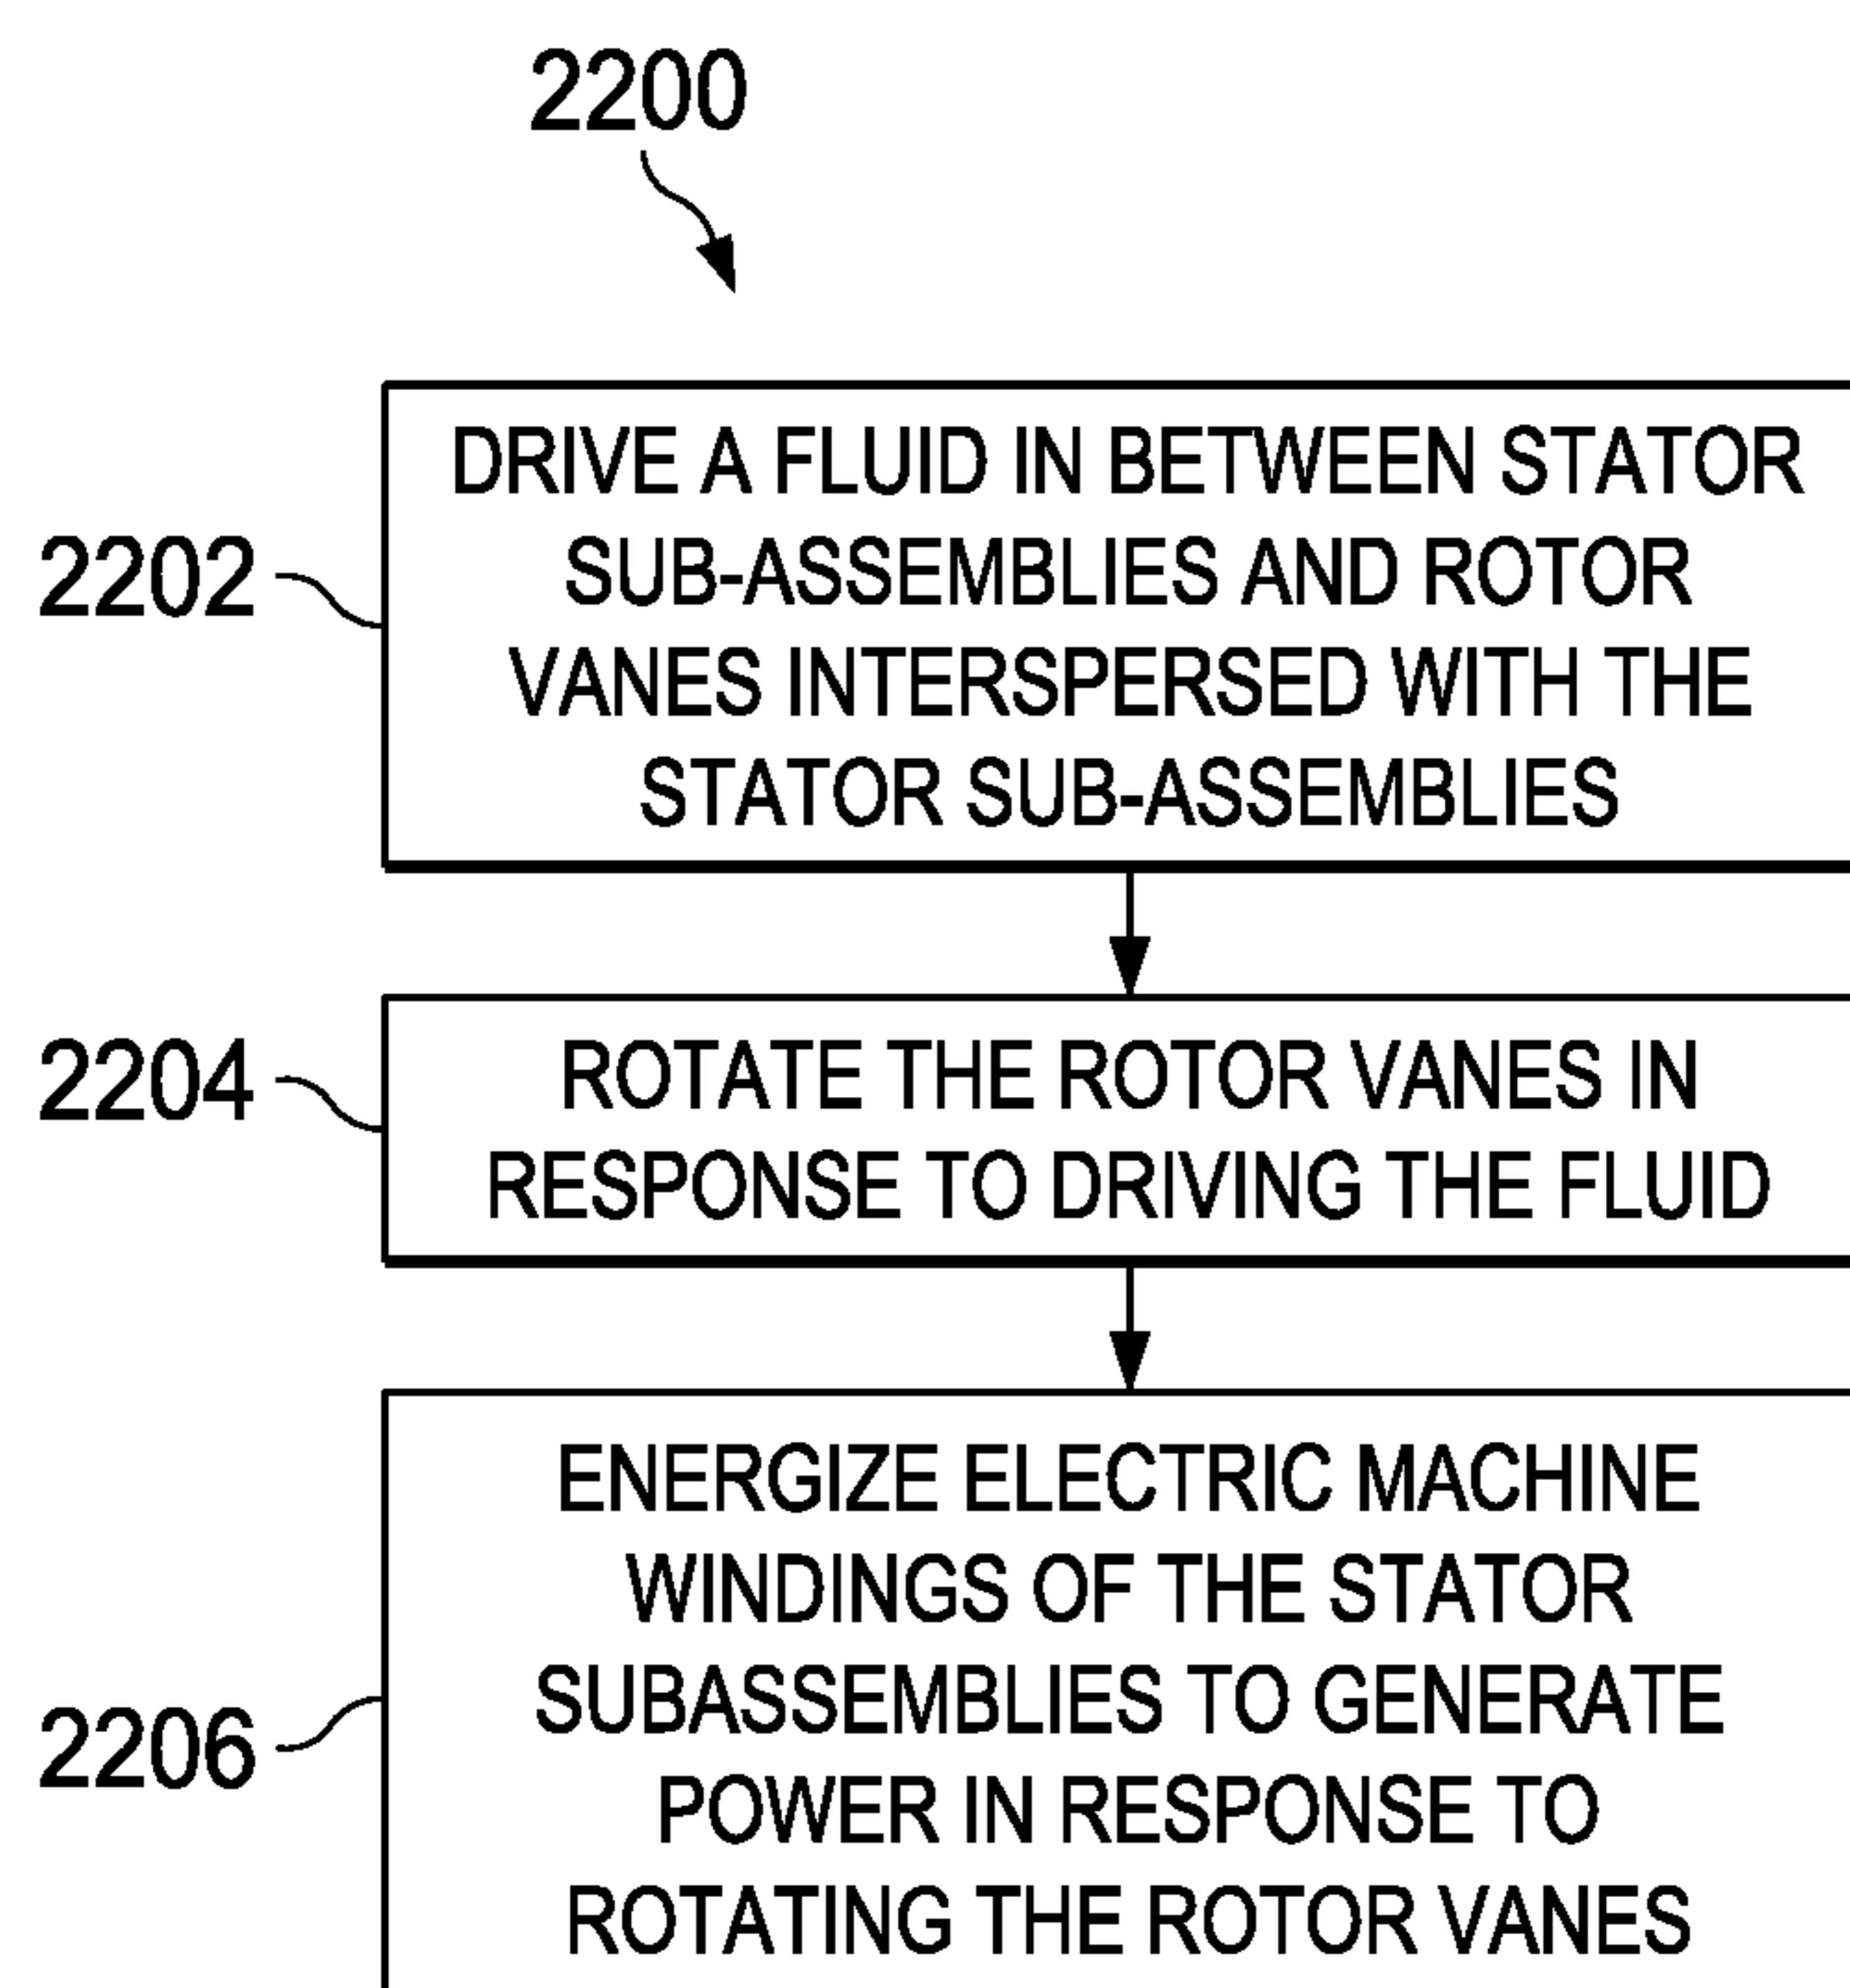 2200
DRIVE A FLUID IN BETWEEN STATOR
SUB-ASSEMBLIES AND ROTOR
VANES INTERSPERSED WITH THE
STATOR SUB-ASSEMBLIES
2202
ROTATE THE ROTOR VANES IN
RESPONSE TO DRIVING THE FLUID
2204
ENERGIZE ELECTRIC MACHINE
WINDINGS OF THE STATOR
SUBASSEMBLIES TO GENERATE
POWER IN RESPONSE TO
ROTATING THE ROTOR VANES
2206